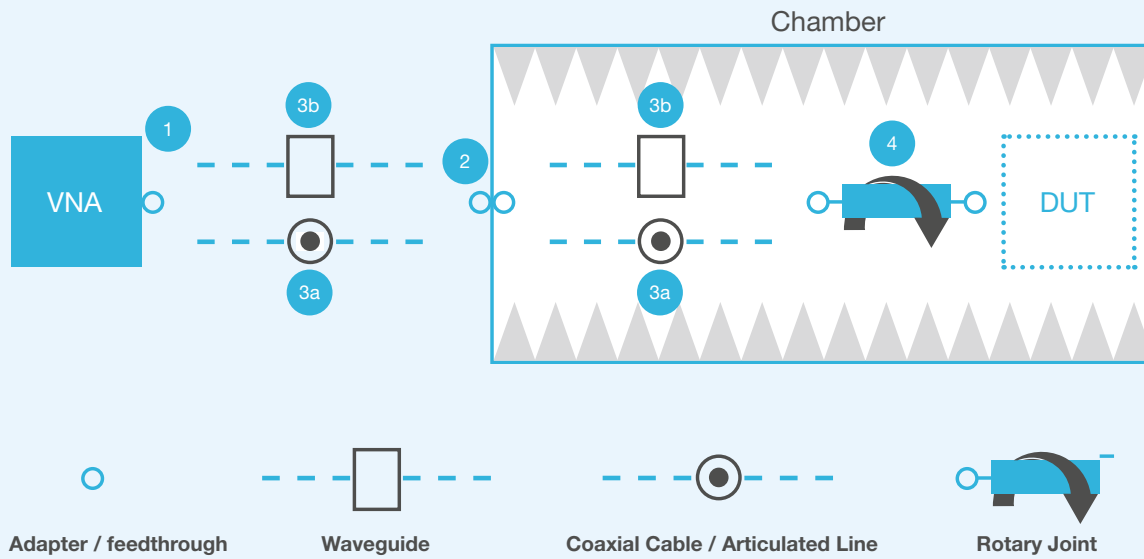 Chamber
3b
3b
1
4
2
VNA
DUT
3a
3a
Adapter / feedthrough
Waveguide
Coaxial Cable / Articulated Line
Rotary Joint